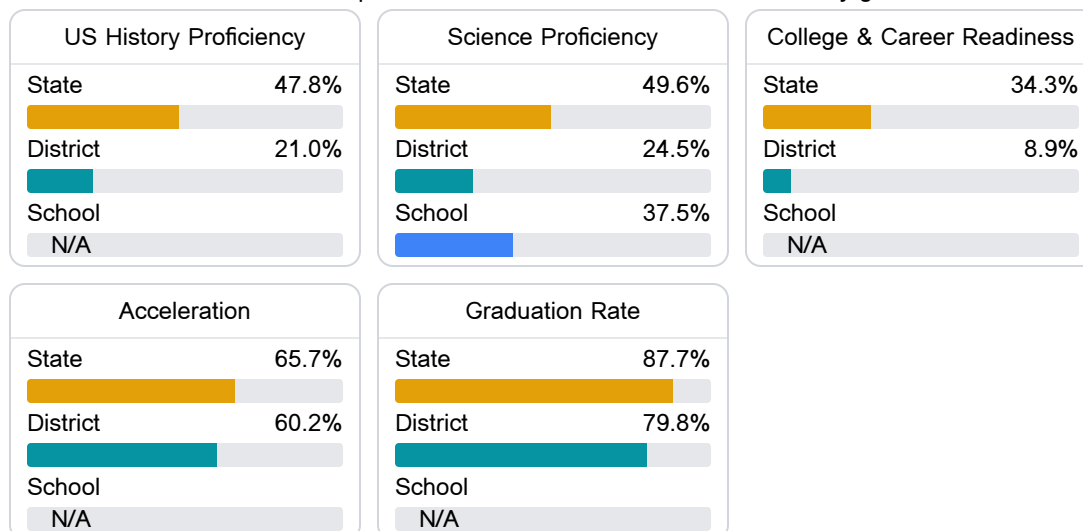 US History Proficiency
State 47.8%
District 21.0%
School
N/A
Science Proficiency
State 49.6%
District 24.5%
School 37.5%
College & Career Readiness
State 34.3%
District 8.9%
School
N/A
Acceleration
State 65.7%
District 60.2%
School
N/A
Graduation Rate
State 87.7%
District 79.8%
School
N/A